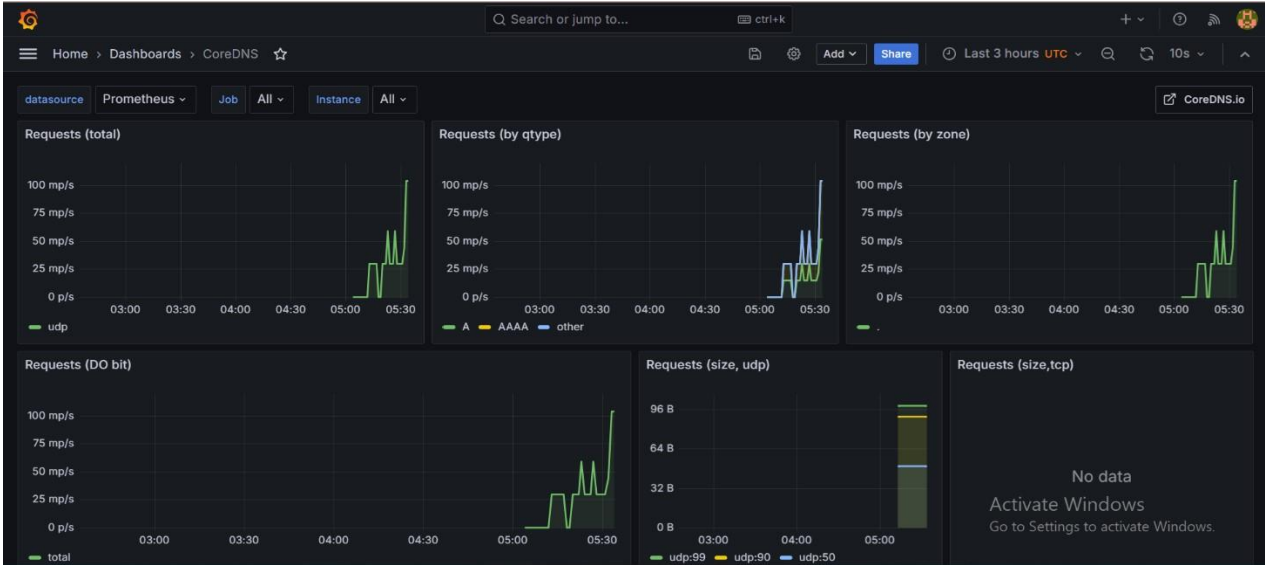 Search or jump to... ctrl+k
Home > Dashboards > CoreDNS Add Share Last 3 hours UTC 10s
datasource Prometheus Job All Instance All CoreDNS.io
Requests (total)
100 mp/s
75 mp/s
50 mp/s
25 mp/s
0 p/s
03:00 03:30 04:00 04:30 05:00 05:30
udp
Requests (by qtype)
100 mp/s
75 mp/s
50 mp/s
25 mp/s
0 p/s
03:00 03:30 04:00 04:30 05:00 05:30
A AAAA other
Requests (by zone)
100 mp/s
75 mp/s
50 mp/s
25 mp/s
0 p/s
03:00 03:30 04:00 04:30 05:00 05:30
.
Requests (DO bit)
100 mp/s
75 mp/s
50 mp/s
25 mp/s
0 p/s
03:00 03:30 04:00 04:30 05:00 05:30
total
Requests (size, udp)
96 B
64 B
32 B
0 B
03:00 04:00 05:00
udp:99 udp:90 udp:50
Requests (size,tcp)
No data
Activate Windows
Go to Settings to activate Windows.